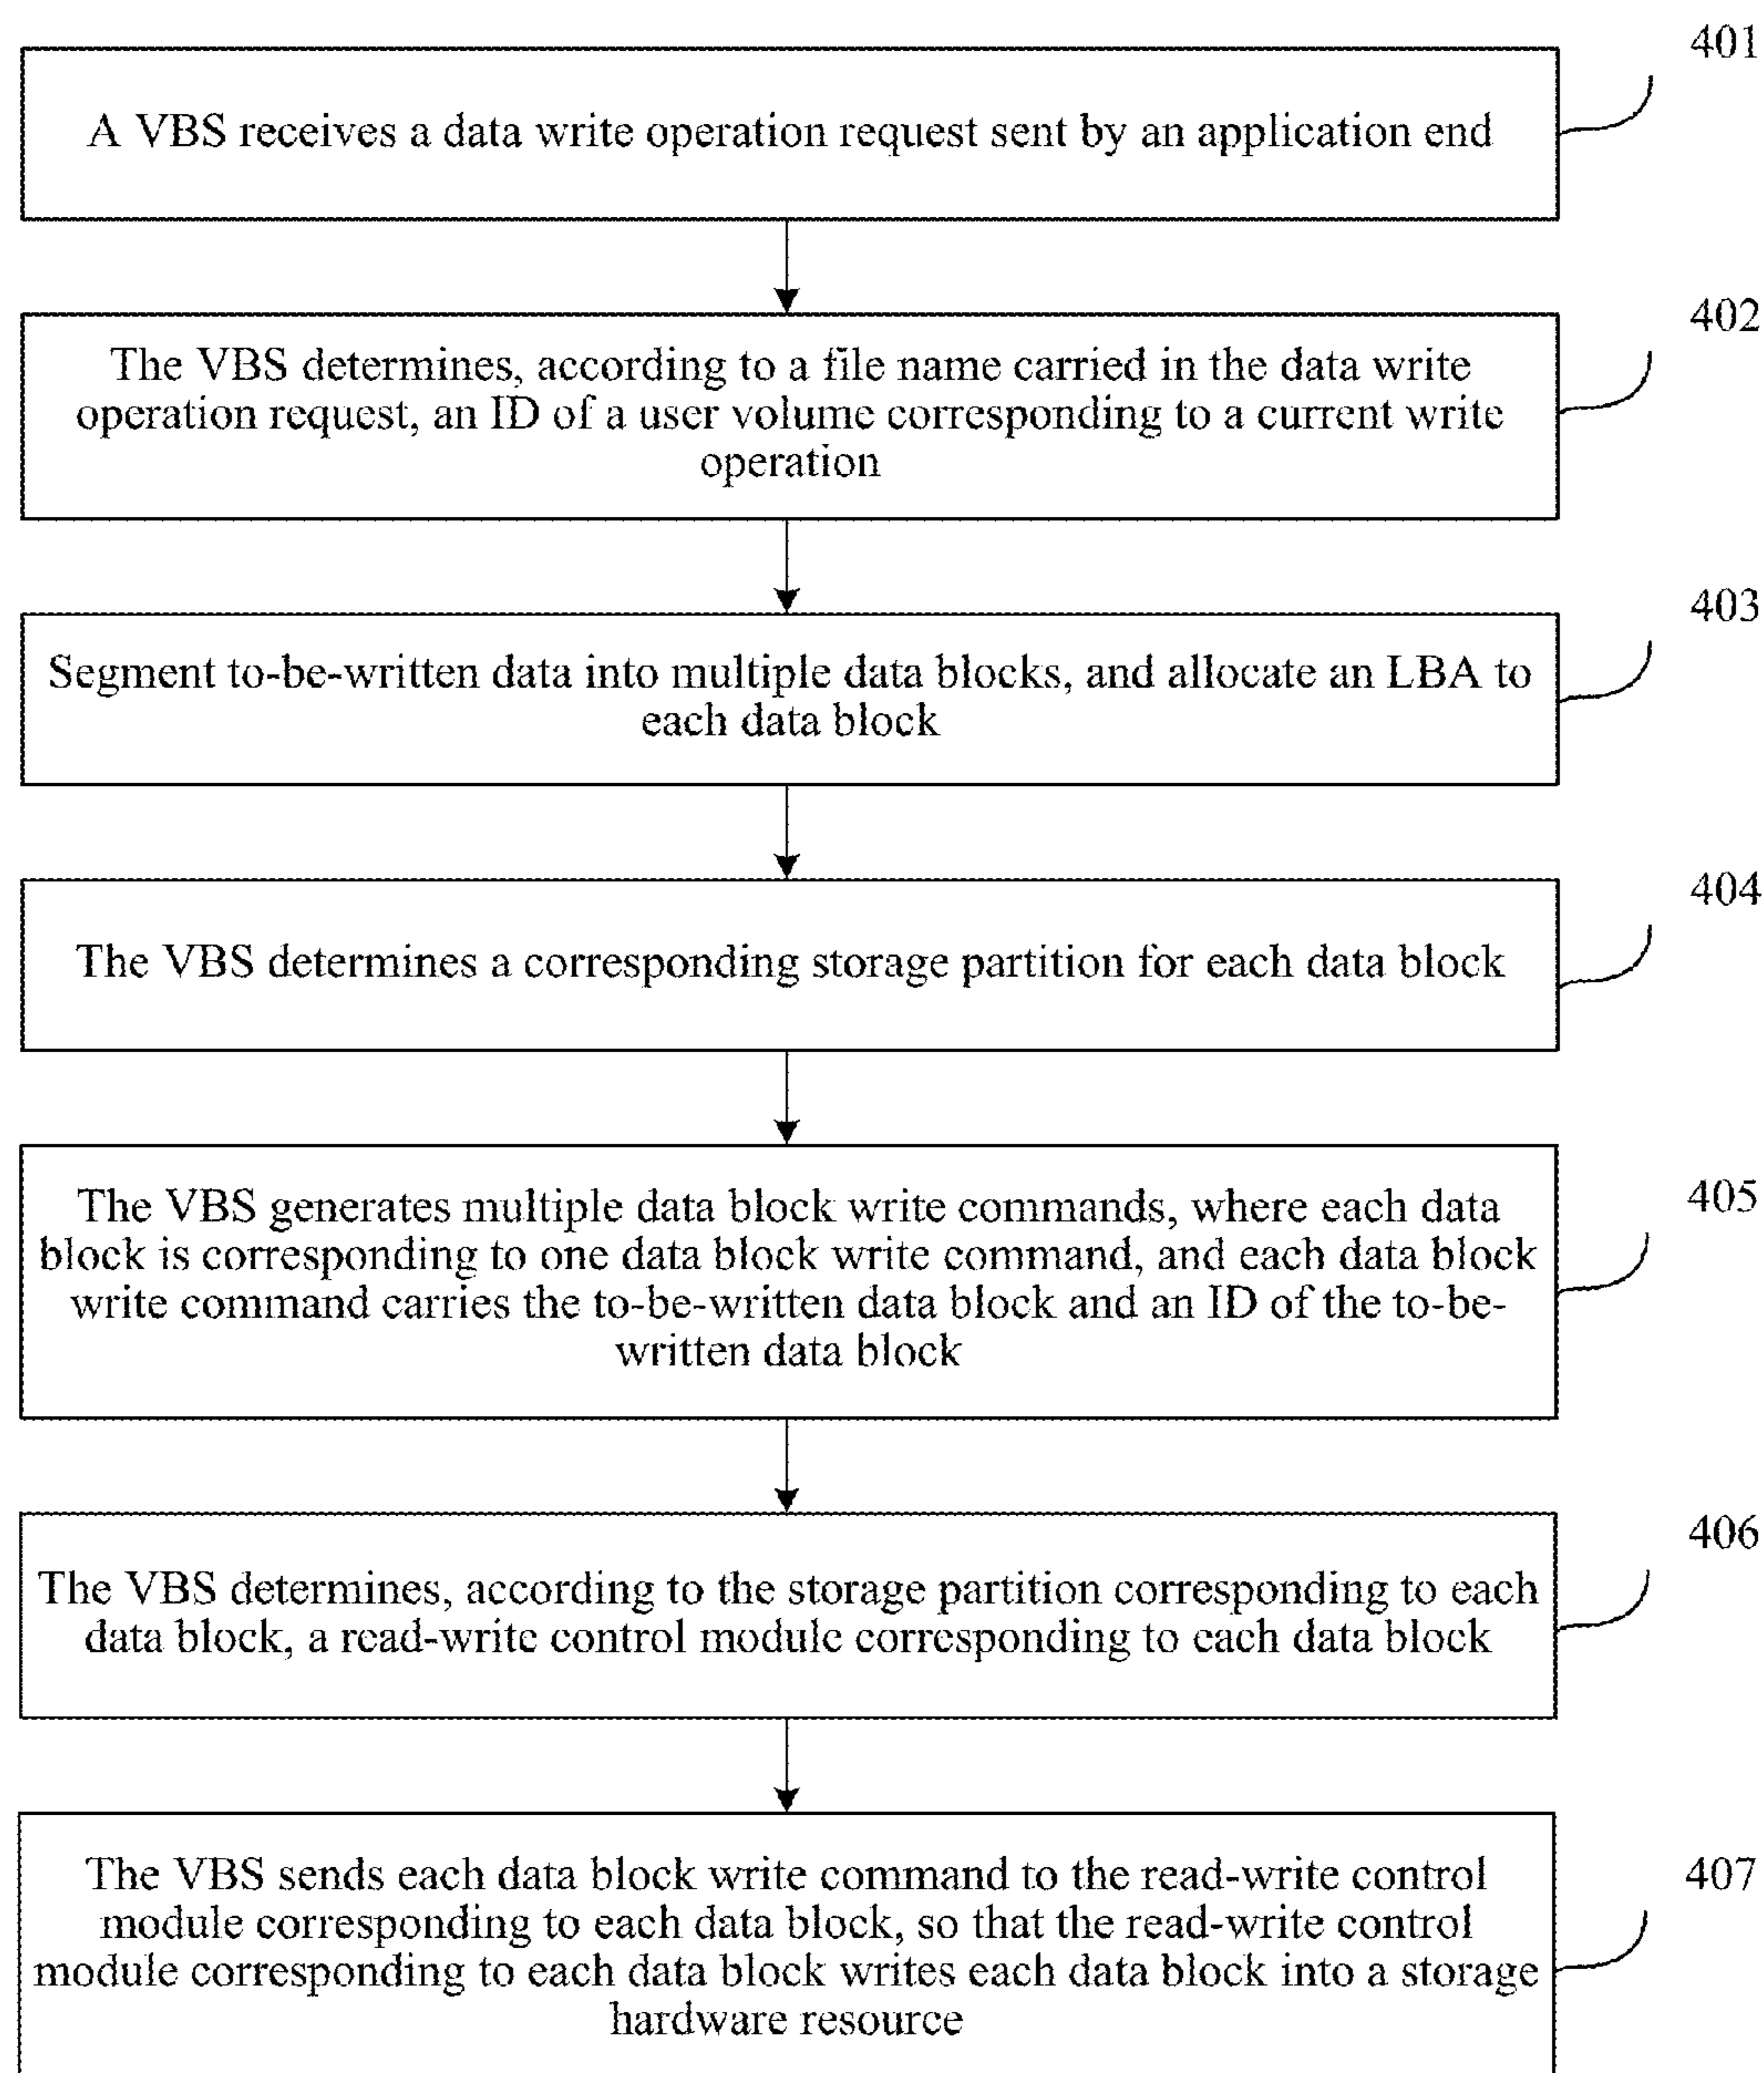 401
A VBS receives a data write operation request sent by an application end
402
The VBS determines, according to a file name carried in the data write
operation request, an ID of a user volume corresponding to a current write
operation
403
Segment to-be-written data into multiple data blocks, and allocate an LBA to
each data block
404
The VBS determines a corresponding storage partition for each data block
405
The VBS generates multiple data block write commands, where each data
block is corresponding to one data block write command, and each data block
write command carries the to-be-written data block and an ID of the to-be-
written data block
406
The VBS determines, according to the storage partition corresponding to each
data block, a read-write control module corresponding to each data block
407
The VBS sends each data block write command to the read-write control
module corresponding to each data block, so that the read-write control
module corresponding to each data block writes each data block into a storage
hardware resource